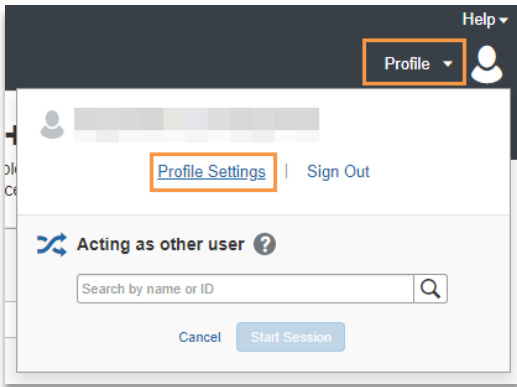 Help
Profile
Profile Settings | Sign Out
Acting as other user ?
Search by name or ID
Cancel Start Session